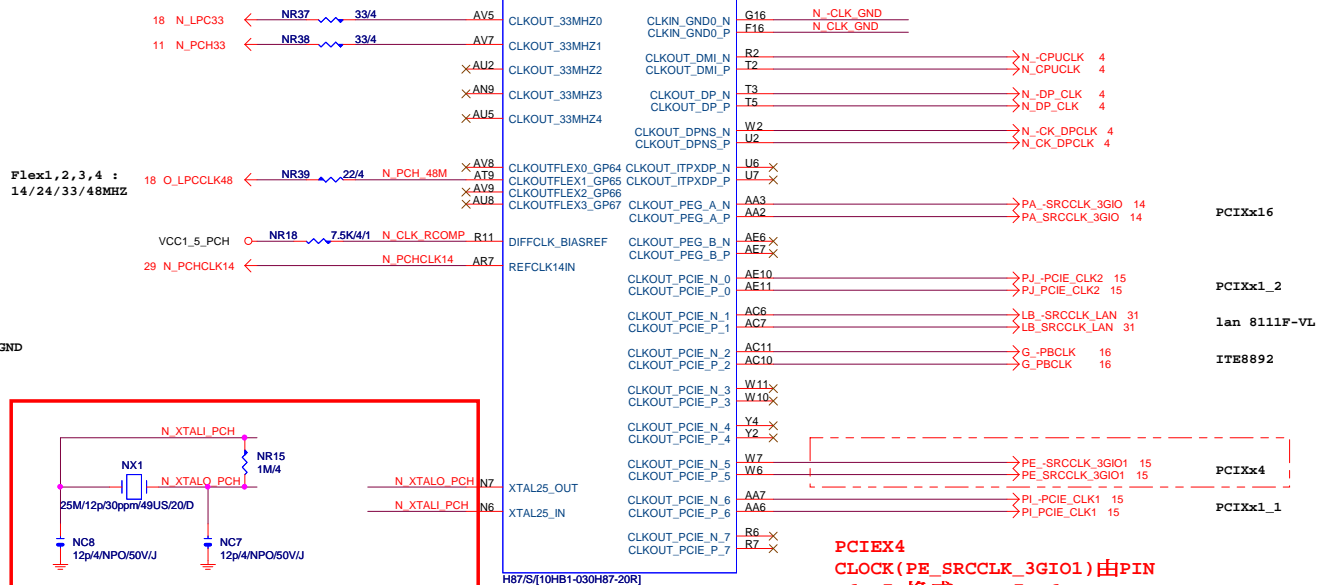 18 N_LPC33 NR37 33/4 AV5 CLKOUT_33MHZ0
11 N_PCH33 NR38 33/4 AV7 CLKOUT_33MHZ1
AU2 CLKOUT_33MHZ2
AN9 CLKOUT_33MHZ3
AU5 CLKOUT_33MHZ4
Flex1,2,3,4 :
14/24/33/48MHZ
AV8 CLKOUTFLEX0_GP64
18 O_LPCCLK48 NR39 22/4 N_PCH_48M AT9 CLKOUTFLEX1_GP65
AV9 CLKOUTFLEX2_GP66
AU8 CLKOUTFLEX3_GP67
VCC1_5_PCH NR18 7.5K/4/1 N_CLK_RCOMP R11 DIFFCLK_BIASREF
29 N_PCHCLK14 N_PCHCLK14 AR7 REFCLK14IN
GND
N_XTALI_PCH
NR15
1M/4
NX1
N_XTALO_PCH
25M/12p/30ppm/49US/20/D
NC8
12p/4/NPO/50V/J
NC7
12p/4/NPO/50V/J
N_XTALO_PCH N7 XTAL25_OUT
N_XTALI_PCH N6 XTAL25_IN
H87/S/[10HB1-030H87-20R]
CLKIN_GND0_N G16 N_-CLK_GND
CLKIN_GND0_P F16 N_CLK_GND
CLKOUT_DMI_N R2 N_-CPUCLK 4
CLKOUT_DMI_P T2 N_CPUCLK 4
CLKOUT_DP_N T3 N_-DP_CLK 4
CLKOUT_DP_P T5 N_DP_CLK 4
CLKOUT_DPNS_N W2 N_-CK_DPCLK 4
CLKOUT_DPNS_P U2 N_CK_DPCLK 4
CLKOUT_ITPXDP_N U6
CLKOUT_ITPXDP_P U7
CLKOUT_PEG_A_N AA3 PA_-SRCCLK_3GIO 14
CLKOUT_PEG_A_P AA2 PA_SRCCLK_3GIO 14
PCIXx16
CLKOUT_PEG_B_N AE6
CLKOUT_PEG_B_P AE7
CLKOUT_PCIE_N_0 AE10 PJ_-PCIE_CLK2 15
CLKOUT_PCIE_P_0 AE11 PJ_PCIE_CLK2 15
PCIXx1_2
CLKOUT_PCIE_N_1 AC6 LB_-SRCCLK_LAN 31
CLKOUT_PCIE_P_1 AC7 LB_SRCCLK_LAN 31
lan 8111F-VL
CLKOUT_PCIE_N_2 AC11 G_-PBCLK 16
CLKOUT_PCIE_P_2 AC10 G_PBCLK 16
ITE8892
CLKOUT_PCIE_N_3 W11
CLKOUT_PCIE_P_3 W10
CLKOUT_PCIE_N_4 Y4
CLKOUT_PCIE_P_4 Y2
CLKOUT_PCIE_N_5 W7 PE_-SRCCLK_3GIO1 15
CLKOUT_PCIE_P_5 W6 PE_SRCCLK_3GIO1 15
PCIXx4
CLKOUT_PCIE_N_6 AA7 PI_-PCIE_CLK1 15
CLKOUT_PCIE_P_6 AA6 PI_PCIE_CLK1 15
PCIXx1_1
CLKOUT_PCIE_N_7 R6
CLKOUT_PCIE_P_7 R7
PCIEX4
CLOCK(PE_SRCCLK_3GIO1)由PIN